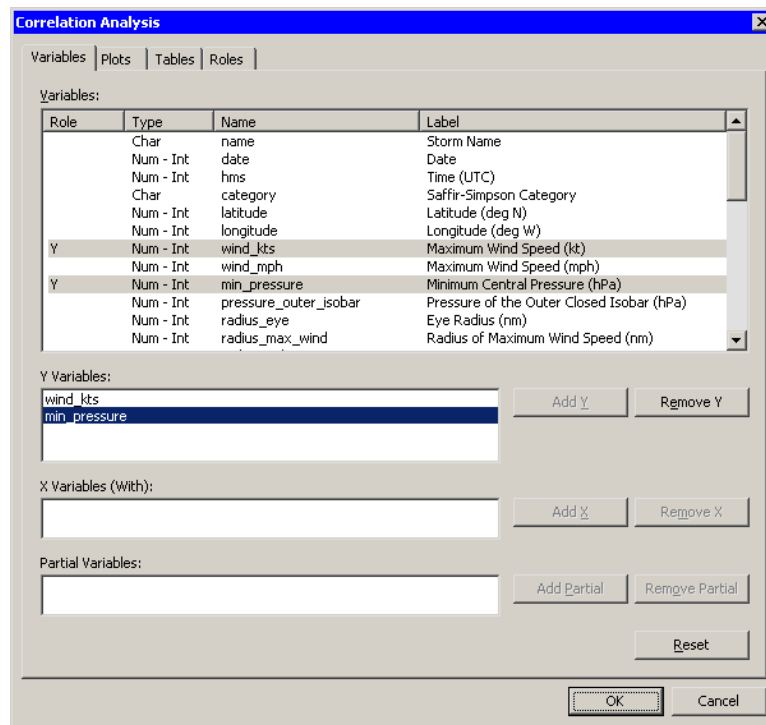 Correlation Analysis
Variables Plots Tables Roles
Variables:
Role Type Name Label
Char name Storm Name
Num - Int date Date
Num - Int hms Time (UTC)
Char category Saffir-Simpson Category
Num - Int latitude Latitude (deg N)
Num - Int longitude Longitude (deg W)
Y Num - Int wind_kts Maximum Wind Speed (kt)
Num - Int wind_mph Maximum Wind Speed (mph)
Y Num - Int min_pressure Minimum Central Pressure (hPa)
Num - Int pressure_outer_isobar Pressure of the Outer Closed Isobar (hPa)
Num - Int radius_eye Eye Radius (nm)
Num - Int radius_max_wind Radius of Maximum Wind Speed (nm)
Y Variables:
wind_kts
min_pressure
Add Y Remove Y
X Variables (With):
Add X Remove X
Partial Variables:
Add Partial Remove Partial
Reset
OK Cancel